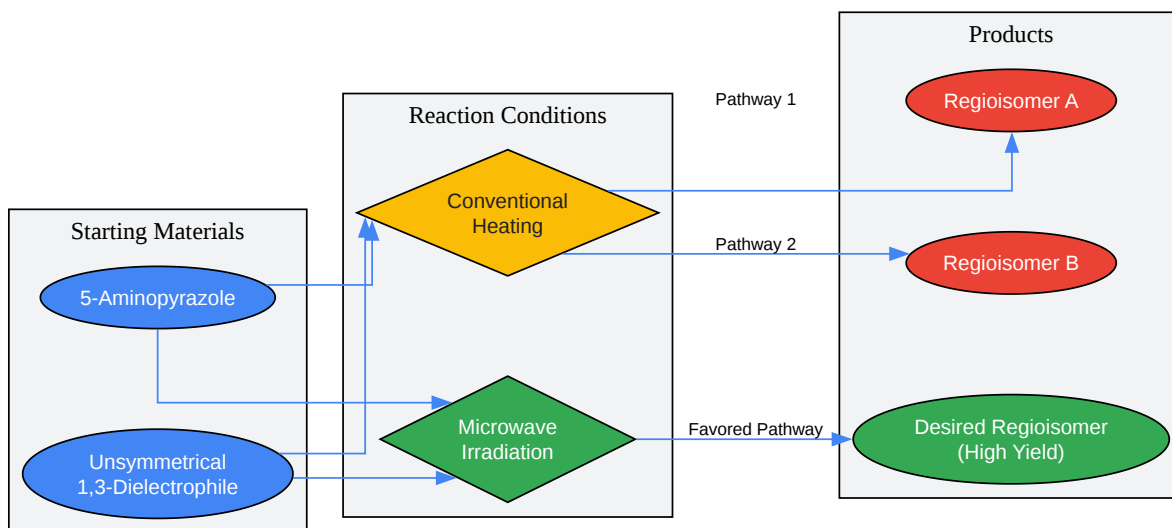 Starting Materials
5-Aminopyrazole
Unsymmetrical
1,3-Dielectrophile
Reaction Conditions
Conventional
Heating
Microwave
Irradiation
Pathway 1
Pathway 2
Favored Pathway
Products
Regioisomer A
Regioisomer B
Desired Regioisomer
(High Yield)